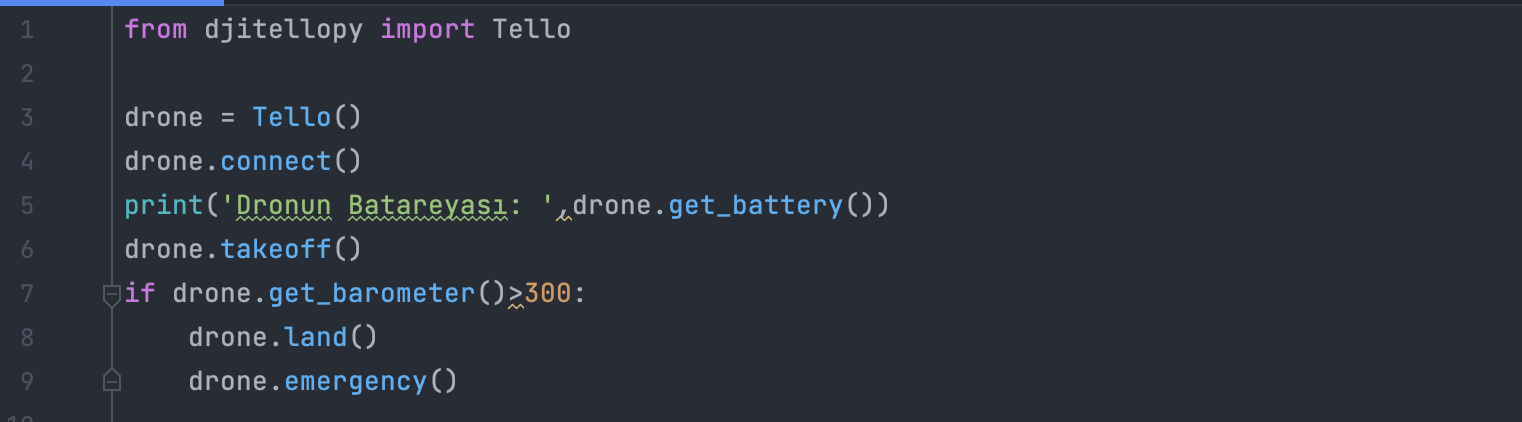 1 from djitellopy import Tello
2
3 drone = Tello()
4 drone.connect()
5 print('Dronun Batareyası: ',drone.get_battery())
6 drone.takeoff()
7 if drone.get_barometer()>300:
8     drone.land()
9     drone.emergency()
10